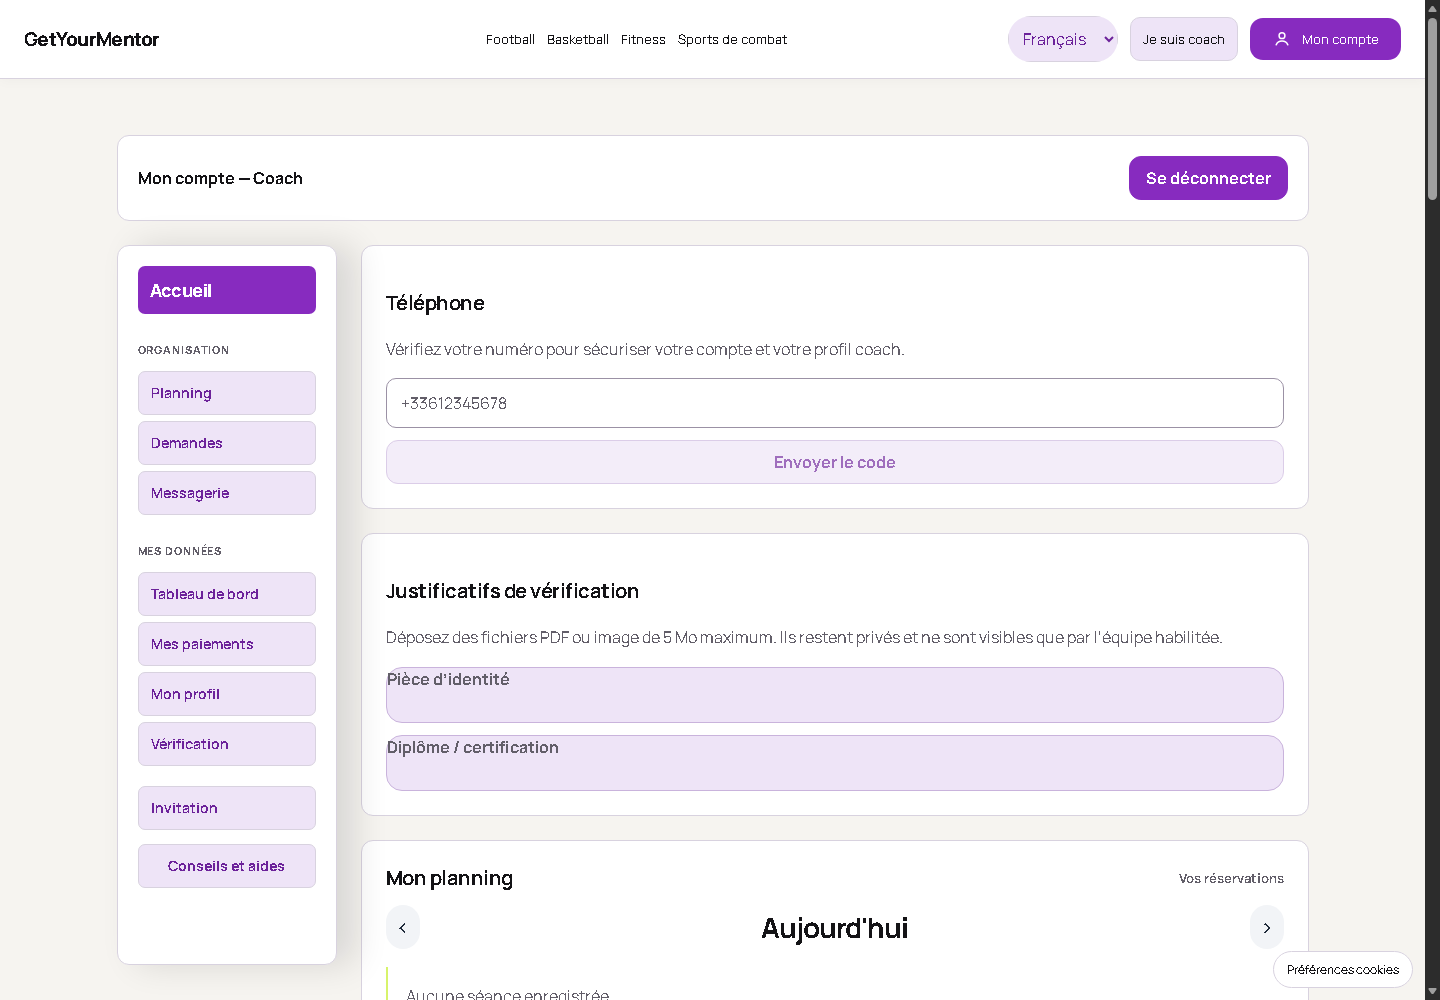 GetYourMentor
Football Basketball Fitness Sports de combat
Français
Je suis coach
Mon compte
Mon compte — Coach
Se déconnecter
Accueil
ORGANISATION
Planning
Demandes
Messagerie
MES DONNÉES
Tableau de bord
Mes paiements
Mon profil
Vérification
Invitation
Conseils et aides
Téléphone
Vérifiez votre numéro pour sécuriser votre compte et votre profil coach.
+33612345678
Envoyer le code
Justificatifs de vérification
Déposez des fichiers PDF ou image de 5 Mo maximum. Ils restent privés et ne sont visibles que par l'équipe habilitée.
Pièce d'identité
Diplôme / certification
Mon planning
Vos réservations
Aujourd'hui
Aucune séance enregistrée
Préférences cookies